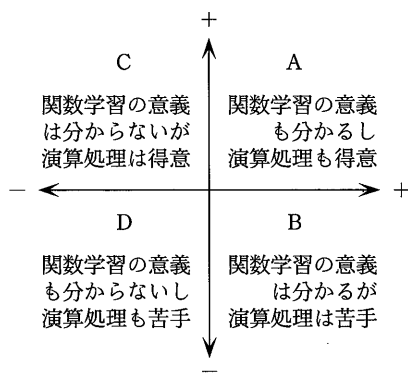 +
C
関数学習の意義
は分からないが
演算処理は得意
A
関数学習の意義
も分かるし
演算処理も得意
−
+
D
関数学習の意義
も分からないし
演算処理も苦手
B
関数学習の意義
は分かるが
演算処理は苦手
−